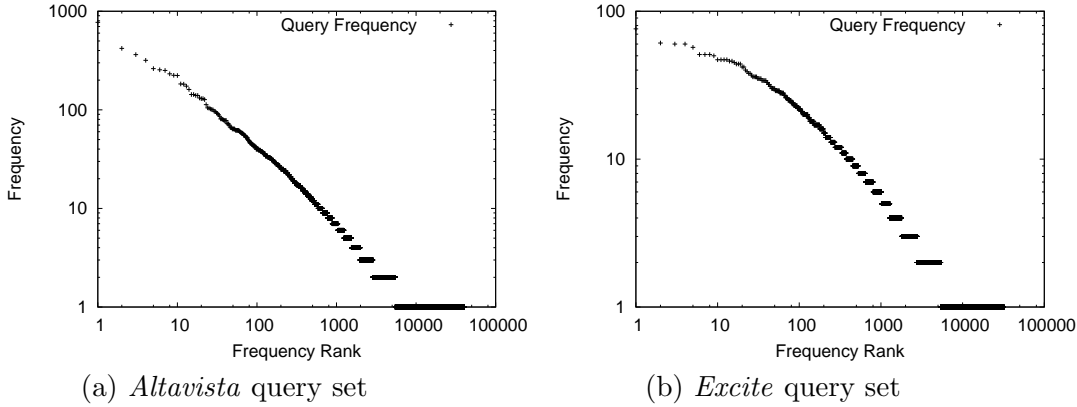 1000
100
10
1
1 10 100 1000 10000 100000
Frequency
Frequency Rank
Query Frequency
(a) Altavista query set
100
10
1
1 10 100 1000 10000 100000
Frequency
Frequency Rank
Query Frequency
(b) Excite query set